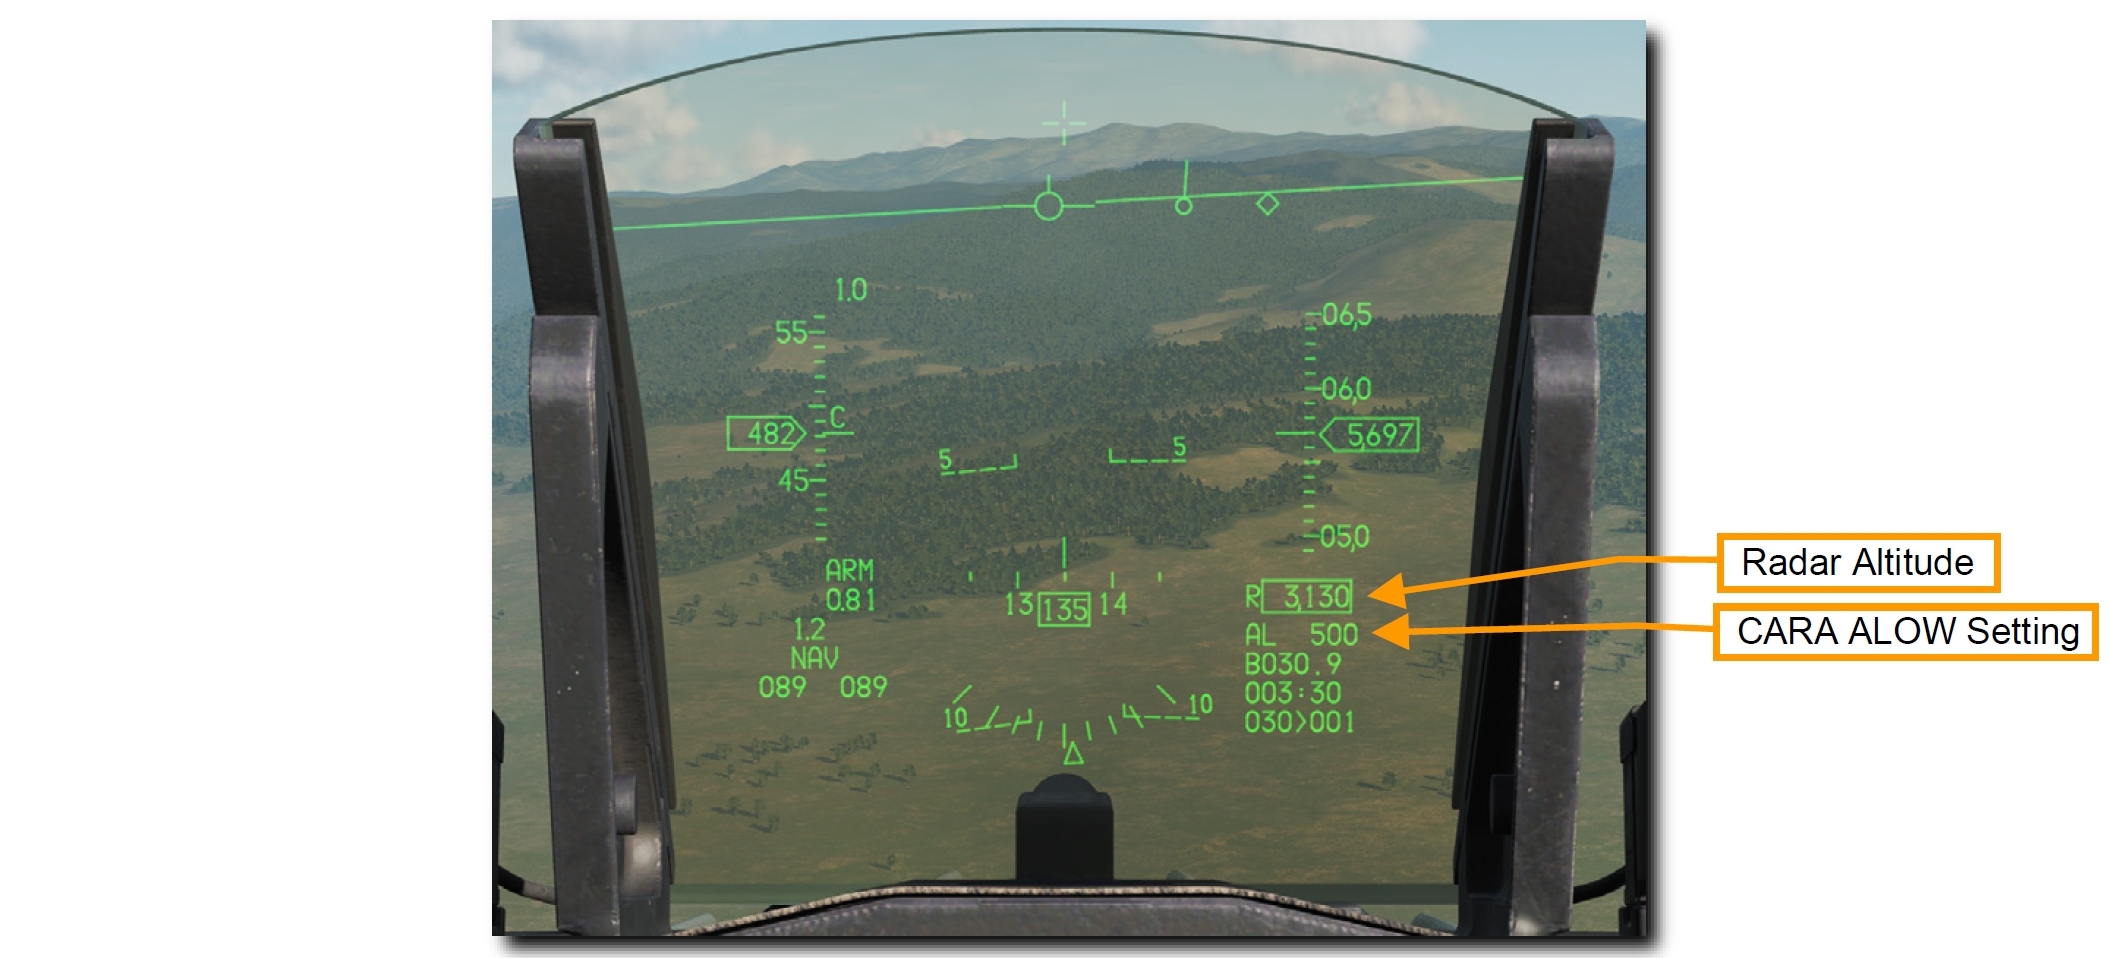 1.0
55
C
482
45
ARM
0.81
1.2
NAV
089 089
5 5
06,5
06,0
5,697
05,0
13 135 14
R 3,130
AL 500
B030.9
003:30
030>001
10 10
Radar Altitude
CARA ALOW Setting